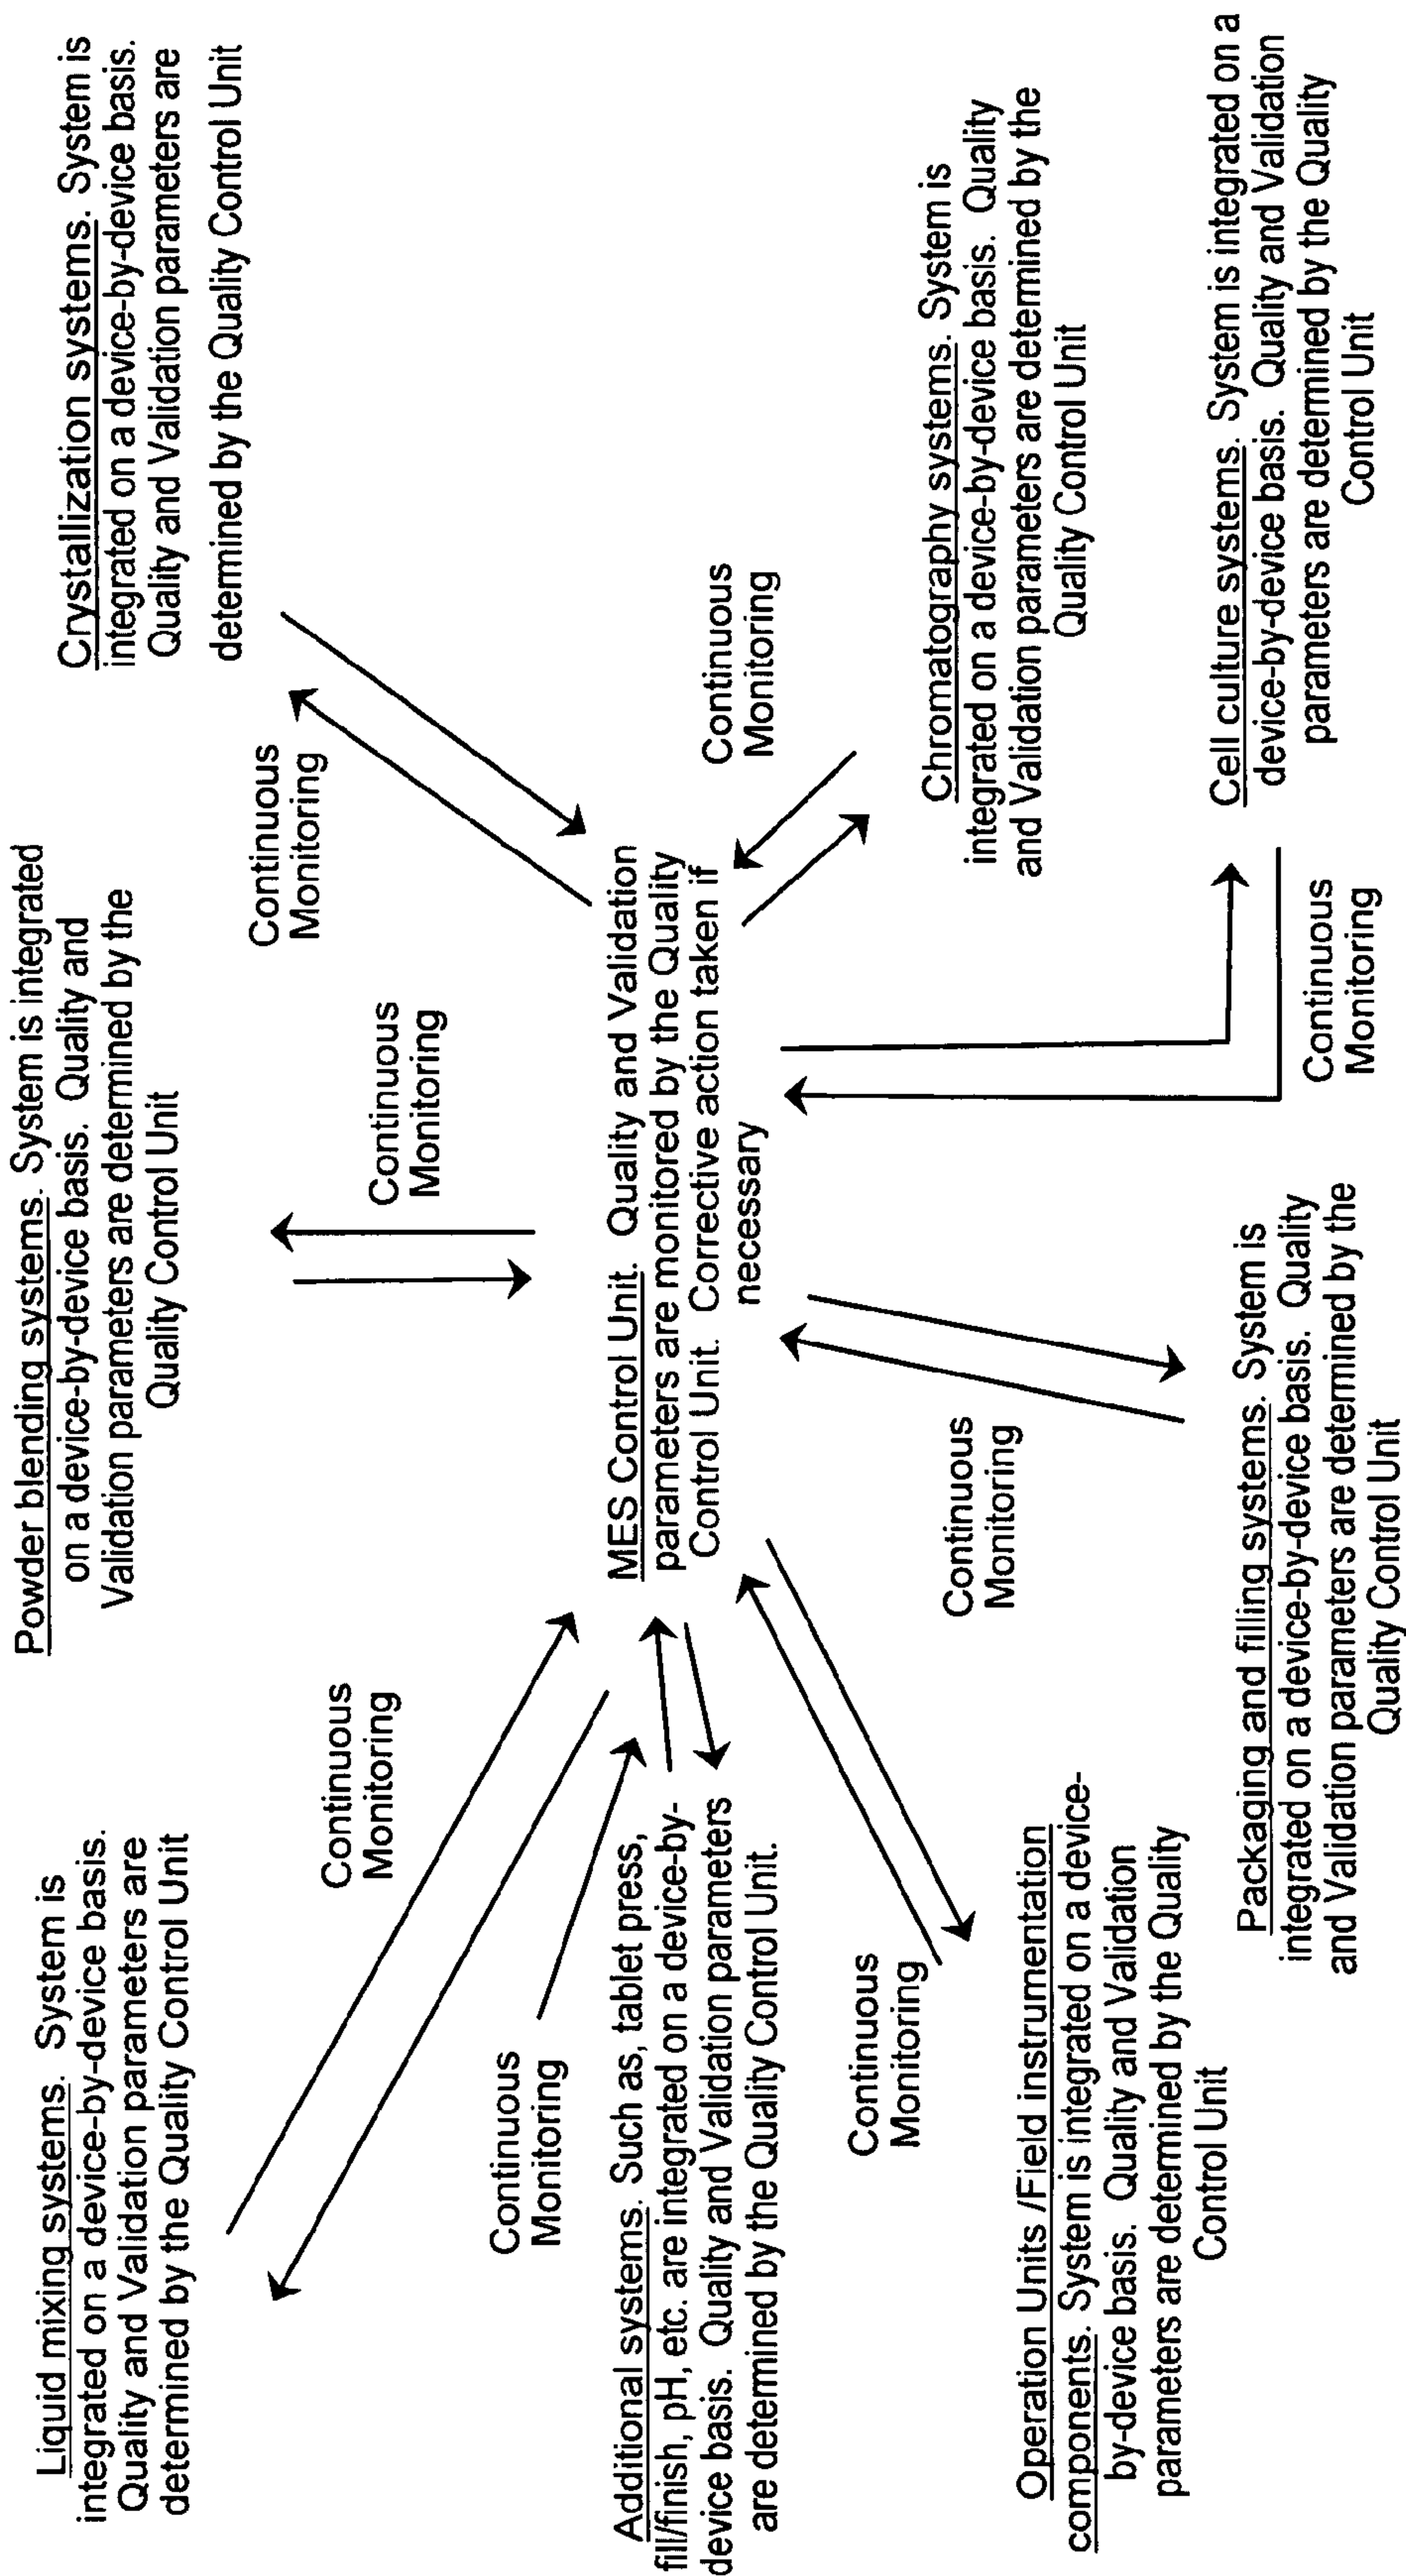 Liquid mixing systems. System is
integrated on a device-by-device basis.
Quality and Validation parameters are
determined by the Quality Control Unit
Powder blending systems. System is integrated
on a device-by-device basis. Quality and
Validation parameters are determined by the
Quality Control Unit
Crystallization systems. System is
integrated on a device-by-device basis.
Quality and Validation parameters are
determined by the Quality Control Unit
Continuous
Monitoring
Continuous
Monitoring
Continuous
Monitoring
Continuous
Monitoring
Additional systems. Such as, tablet press,
fill/finish, pH, etc. are integrated on a device-by-
device basis. Quality and Validation parameters
are determined by the Quality Control Unit.
MES Control Unit. Quality and Validation
parameters are monitored by the Quality
Control Unit. Corrective action taken if
necessary
Continuous
Monitoring
Continuous
Monitoring
Continuous
Monitoring
Chromatography systems. System is
integrated on a device-by-device basis. Quality
and Validation parameters are determined by the
Quality Control Unit
Operation Units /Field instrumentation
components. System is integrated on a device-
by-device basis. Quality and Validation
parameters are determined by the Quality
Control Unit
Packaging and filling systems. System is
integrated on a device-by-device basis. Quality
and Validation parameters are determined by the
Quality Control Unit
Continuous
Monitoring
Cell culture systems. System is integrated on a
device-by-device basis. Quality and Validation
parameters are determined by the Quality
Control Unit